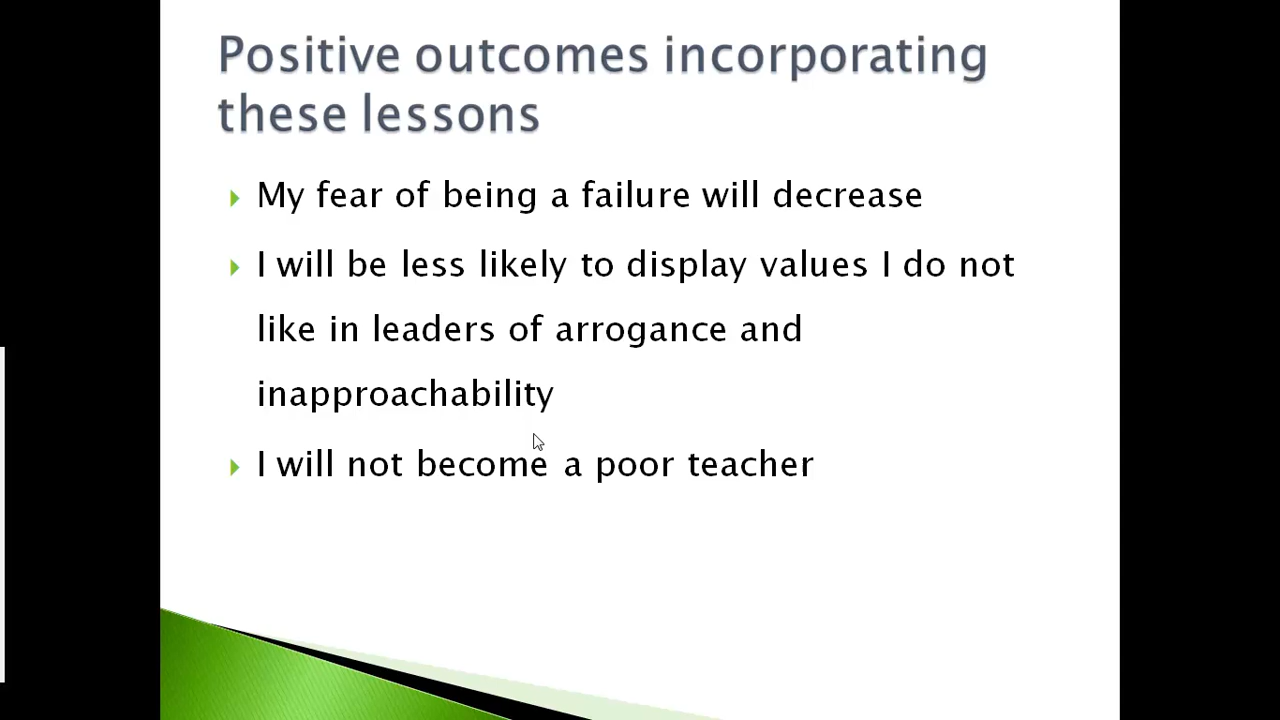 Positive outcomes incorporating
these lessons
My fear of being a failure will decrease
I will be less likely to display values I do not
like in leaders of arrogance and
inapproachability
I will not become a poor teacher